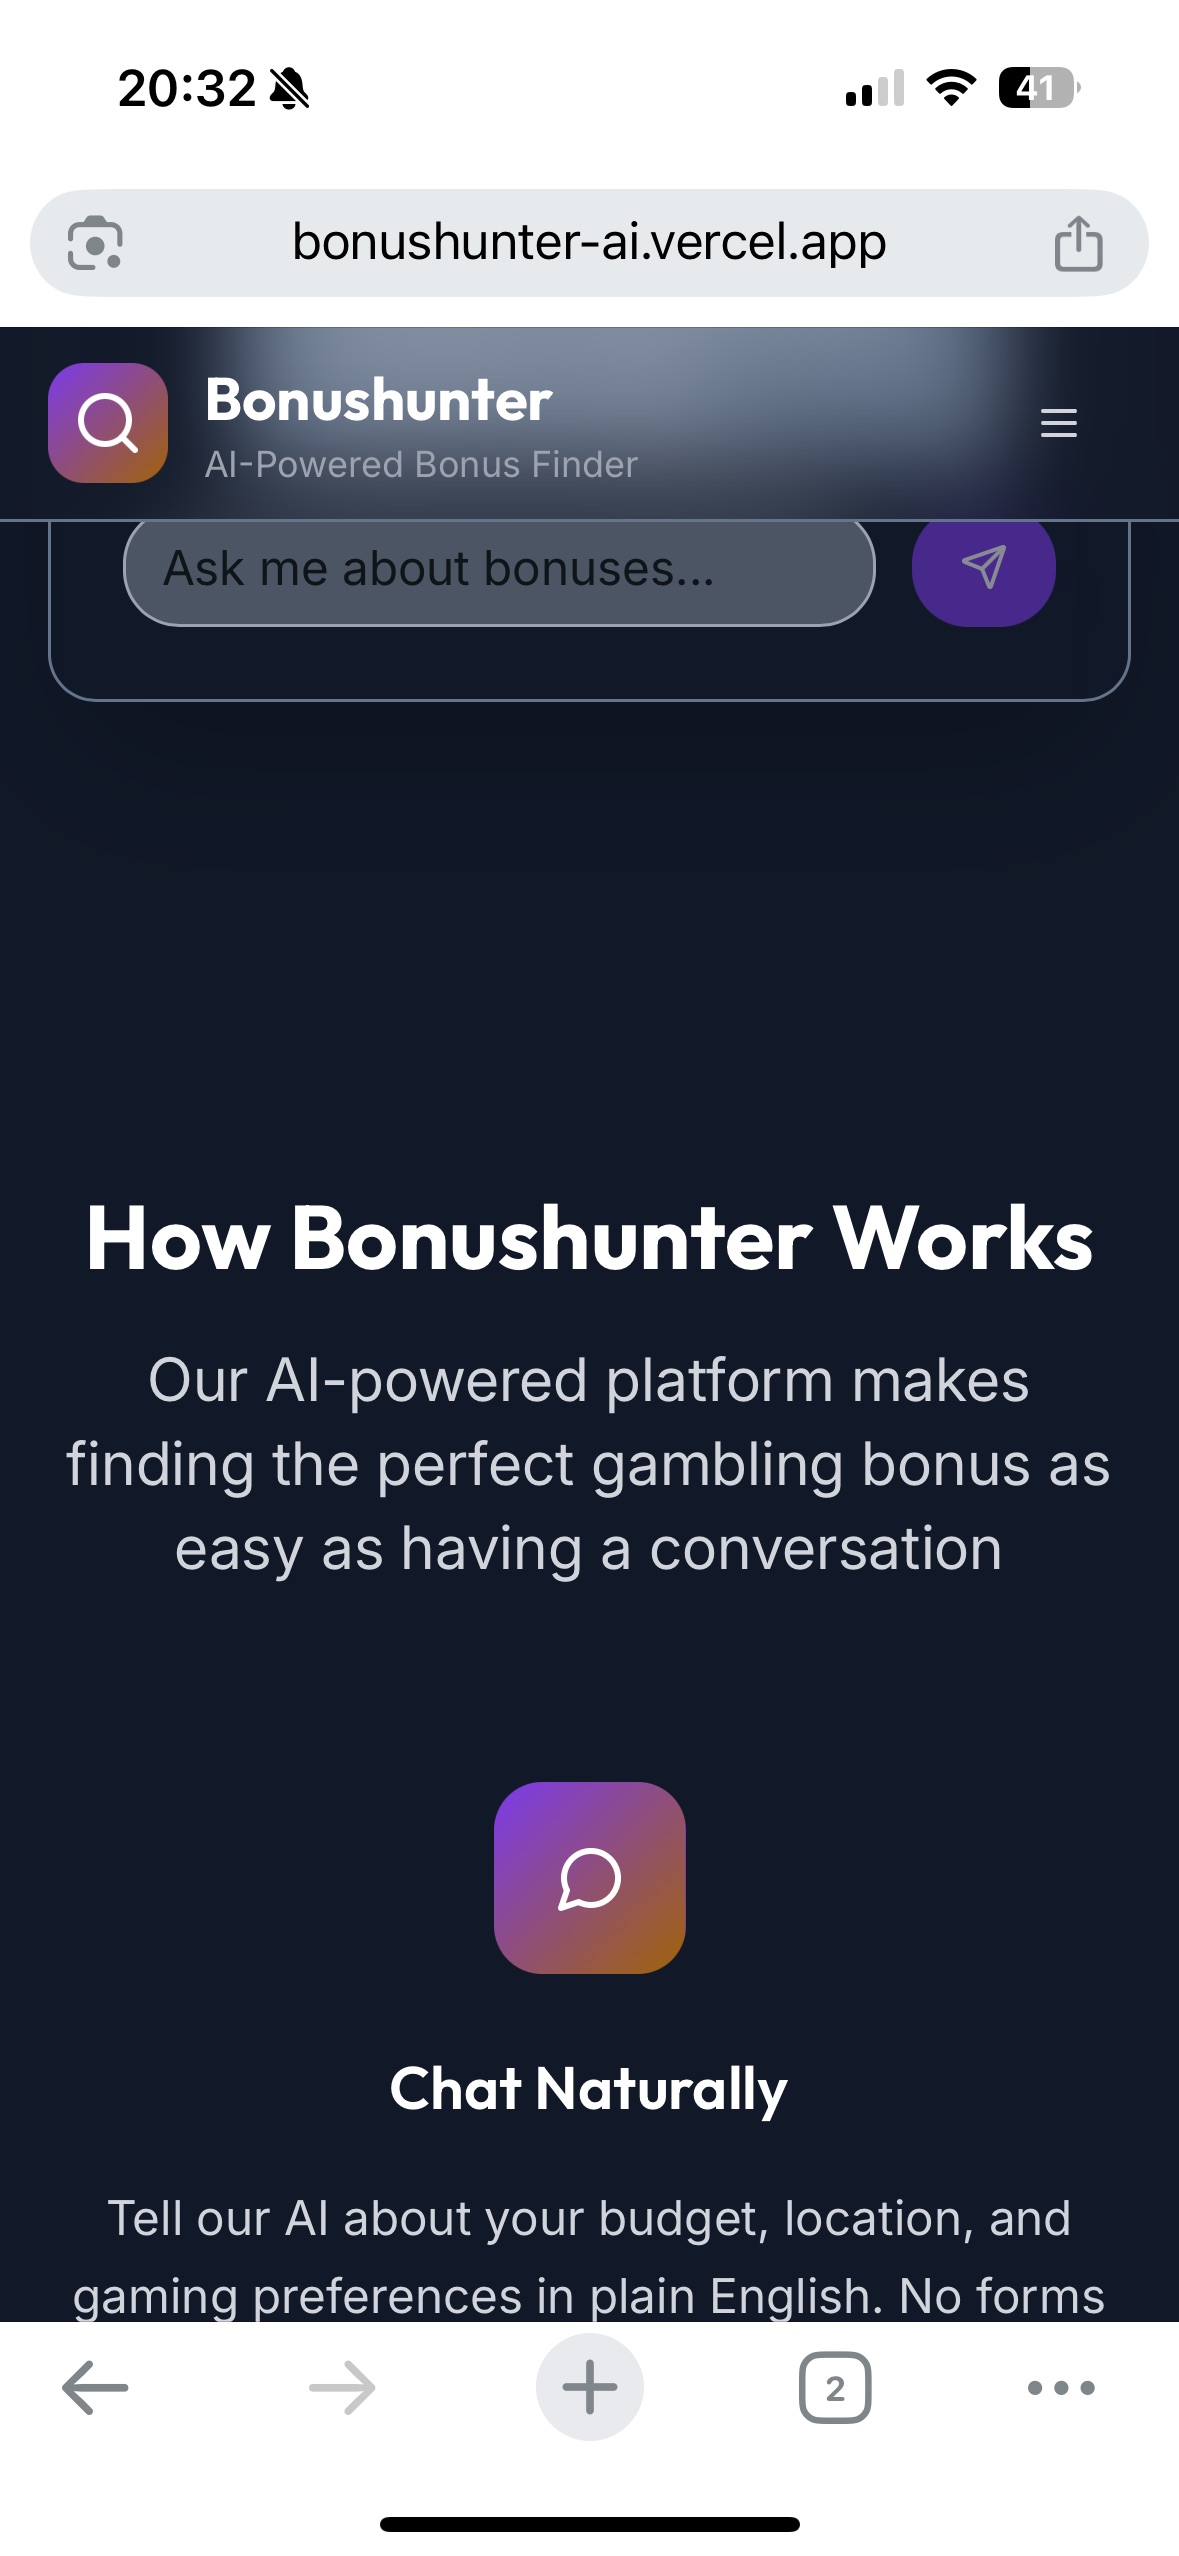 20:32
41
bonushunter-ai.vercel.app
Bonushunter
AI-Powered Bonus Finder
Ask me about bonuses...
How Bonushunter Works
Our AI-powered platform makes
finding the perfect gambling bonus as
easy as having a conversation
Chat Naturally
Tell our AI about your budget, location, and
gaming preferences in plain English. No forms
2